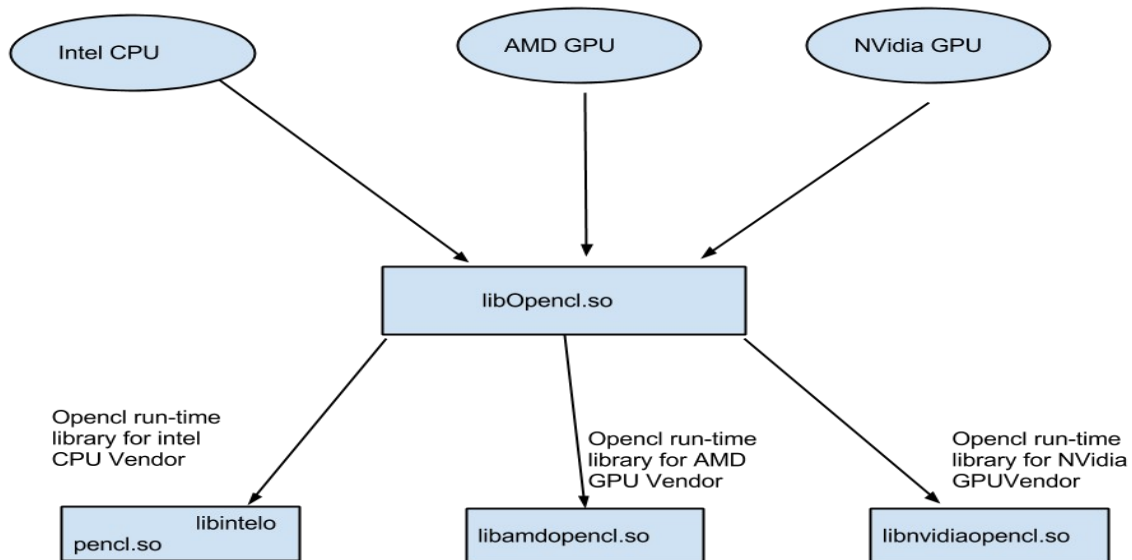 Intel CPU
AMD GPU
NVidia GPU
libOpencl.so
Opencl run-time
library for intel
CPU Vendor
Opencl run-time
library for AMD
GPU Vendor
Opencl run-time
library for NVidia
GPUVendor
libintelo
pencl.so
libamdopencl.so
libnvidiaopencl.so